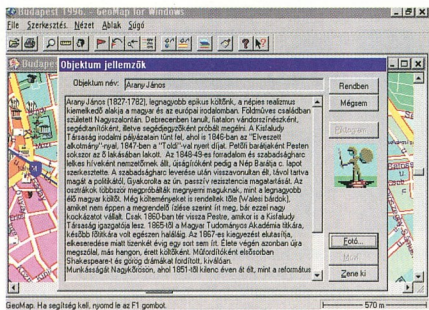 Budapest 1996. - GeoMap for Windows
File Szerkesztés. Nézet Ablak Súgó
Budape
Objektum jellemzők
Objektum név: Arany János
Rendben
Mégsem
Arany János (1827-1782), legnagyobb epikus költőnk, a népies realizmus
kiemelkedő alakja a magyar és az európai irodalomban. Földműves családban
született Nagyszontán. Debrecenben tanult, fiatalon vándorszínészként,
segédtanítóként, illetve segédjegyzőként próbált megélni. A Kisfaludy
Társaság irodalmi pályázatain tűnt fel, ahol is 1846-ban az "Elveszett
alkotmány"-nyal, 1847-ben a "Toldi"-val nyert díjat. Petőfi barátjaként Pesten
sokszor az ő lakásában lakott. Az 1848-49-es forradalom és szabadságharc
lelkes híveként nemzetőrnek állt, újságíróként pedig a Nép Barátja c. lapot
szerkesztette. A szabadságharc leverése után visszavonultan élt, távol tartva
magát a politikától, Gyakorolta az ún. passzív rezisztencia magatartását. Az
osztrákok többször megpróbálták megnyerni maguknak, mint a legnagyobb
élő magyar költőt. Még költeményeket is rendeltek tőle (Walesi bárdok),
amiket nem éppen a megrendelő ízlése szerint írt meg, bár ezzel nagy
kockázatot vállalt. Csak 1860-ban tér vissza Pestre, amikor is a Kisfaludy
Társaság igazgatója lesz. 1865-től a Magyar Tudományos Akadémia titkára,
később főtitkára volt egészen haláláig. Az 1867-es kiegyezést elutasítja,
elkeseredése miatt tizenkét évig egy sort sem írt. Élete végén azonban újra
megszólal, más hangon, érett költőként. Műfordítóként elsősorban
Shakespeare-t és görög drámákat fordított, kiválóan.
Munkásságát Nagykőrösön, ahol 1851-től kilenc éven át élt, mint a református
Fotó...
Zene ki
GeoMap. Ha segítség kell, nyomd le az F1 gombot.
570 m